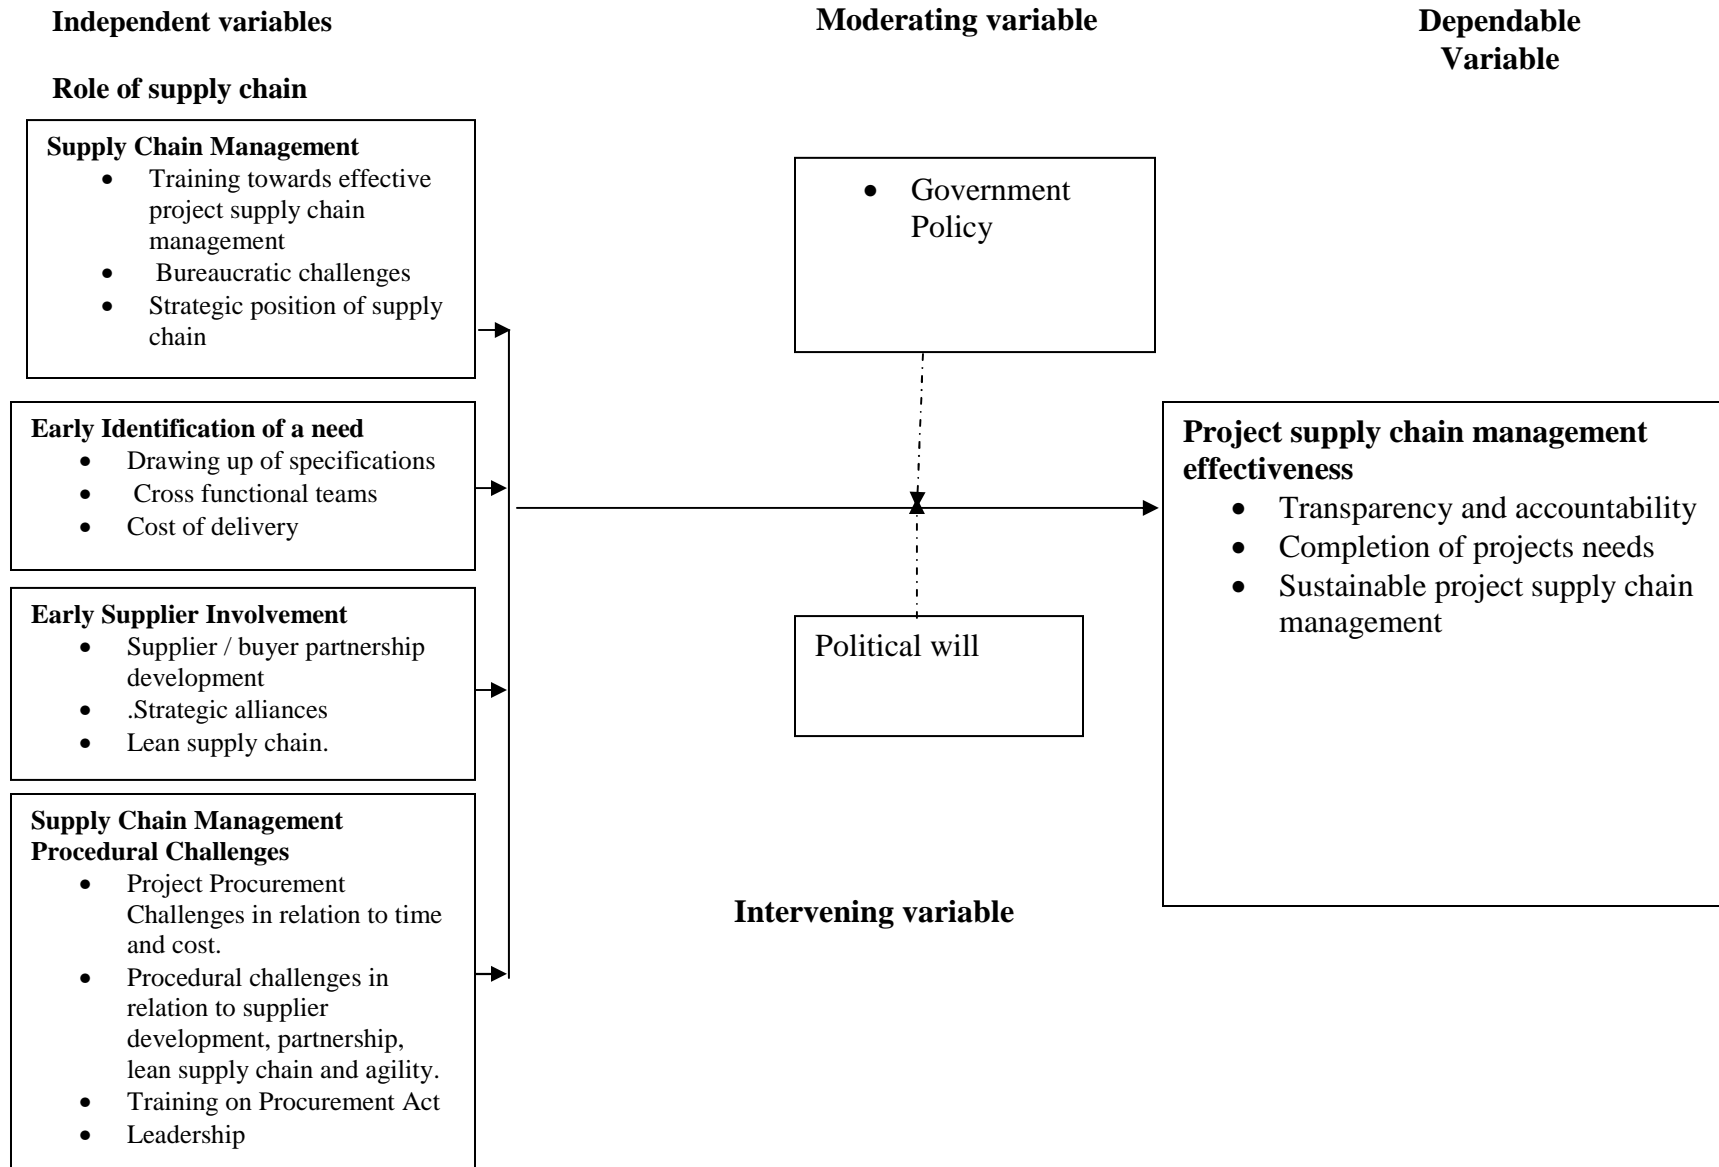 Independent variables
Moderating variable
Dependable
Variable
Role of supply chain
Supply Chain Management
• Training towards effective
project supply chain
management
• Bureaucratic challenges
• Strategic position of supply
chain
Early Identification of a need
• Drawing up of specifications
• Cross functional teams
• Cost of delivery
Early Supplier Involvement
• Supplier / buyer partnership
development
• .Strategic alliances
• Lean supply chain.
Supply Chain Management
Procedural Challenges
• Project Procurement
Challenges in relation to time
and cost.
• Procedural challenges in
relation to supplier
development, partnership,
lean supply chain and agility.
• Training on Procurement Act
• Leadership
• Government
Policy
Political will
Intervening variable
Project supply chain management
effectiveness
• Transparency and accountability
• Completion of projects needs
• Sustainable project supply chain
management